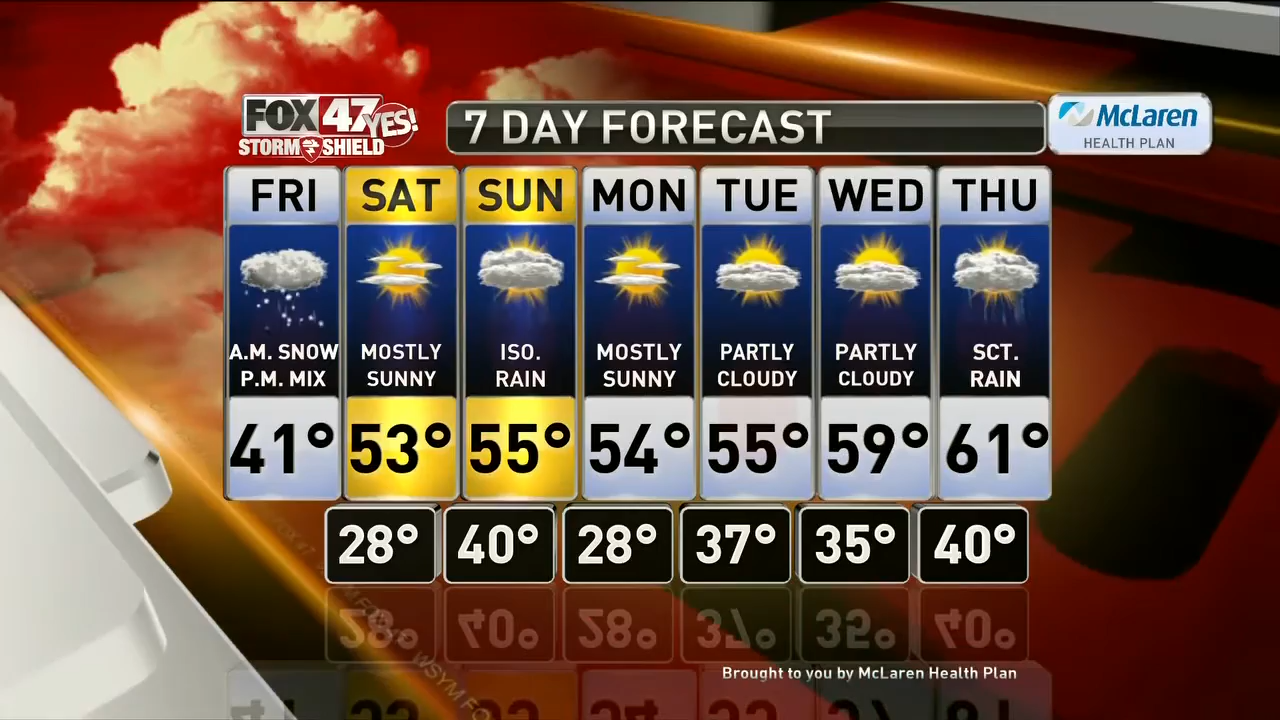 FOX 47 YES!
STORM SHIELD
7 DAY FORECAST
McLaren
HEALTH PLAN
FRI SAT SUN MON TUE WED THU
A.M. SNOW
P.M. MIX
MOSTLY
SUNNY
ISO.
RAIN
MOSTLY
SUNNY
PARTLY
CLOUDY
PARTLY
CLOUDY
SCT.
RAIN
41° 53° 55° 54° 55° 59° 61°
28° 40° 28° 37° 35° 40°
Brought to you by McLaren Health Plan